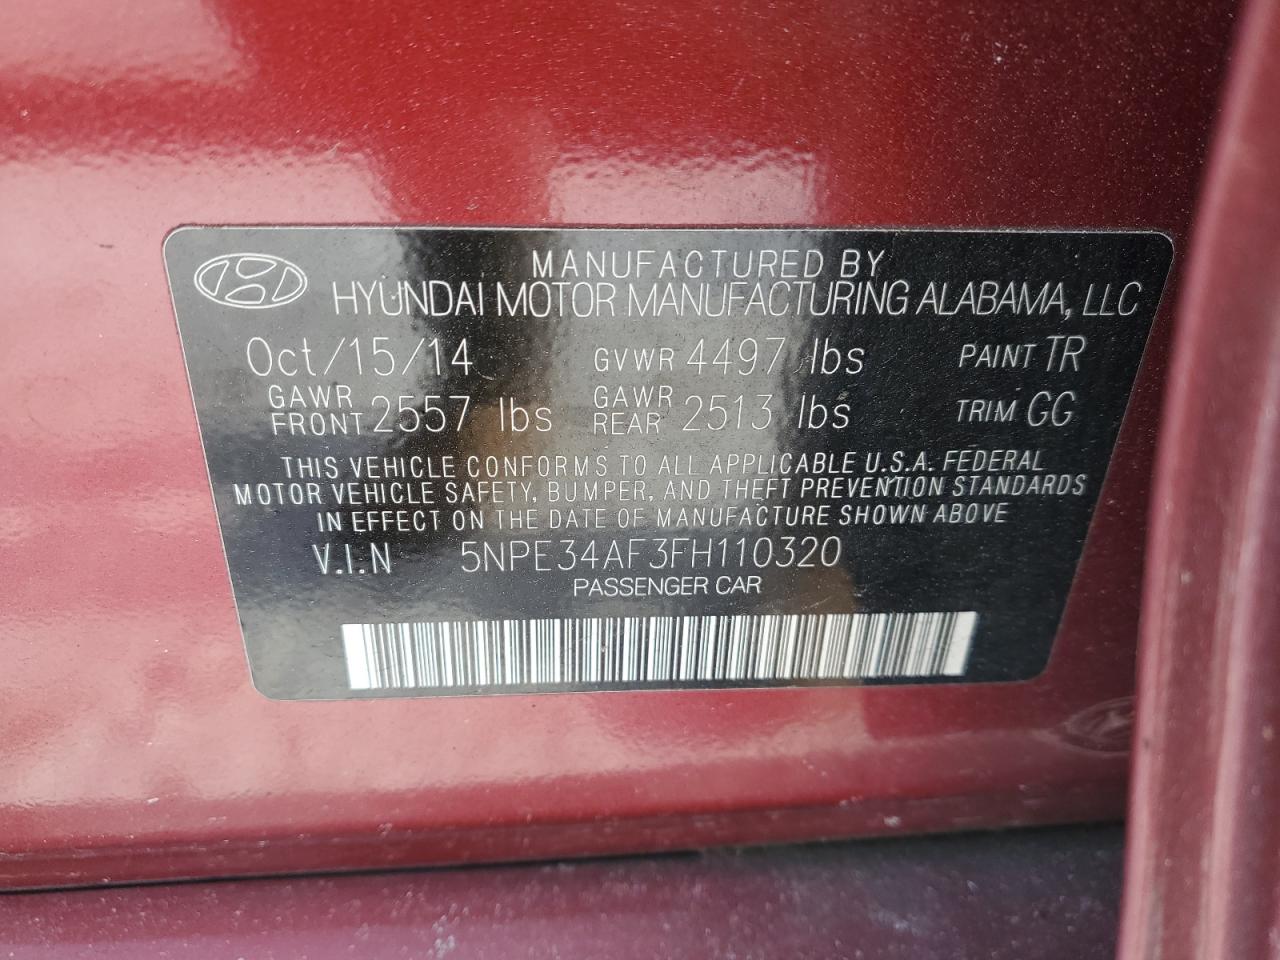 MANUFACTURED BY
HYUNDAI MOTOR MANUFACTURING ALABAMA, LLC
Oct/15/14 GVWR 4497 lbs PAINT TR
GAWR FRONT 2557 lbs GAWR REAR 2513 lbs TRIM GG
THIS VEHICLE CONFORMS TO ALL APPLICABLE U.S.A. FEDERAL
MOTOR VEHICLE SAFETY, BUMPER, AND THEFT PREVENTION STANDARDS
IN EFFECT ON THE DATE OF MANUFACTURE SHOWN ABOVE
V.I.N 5NPE34AF3FH110320
PASSENGER CAR